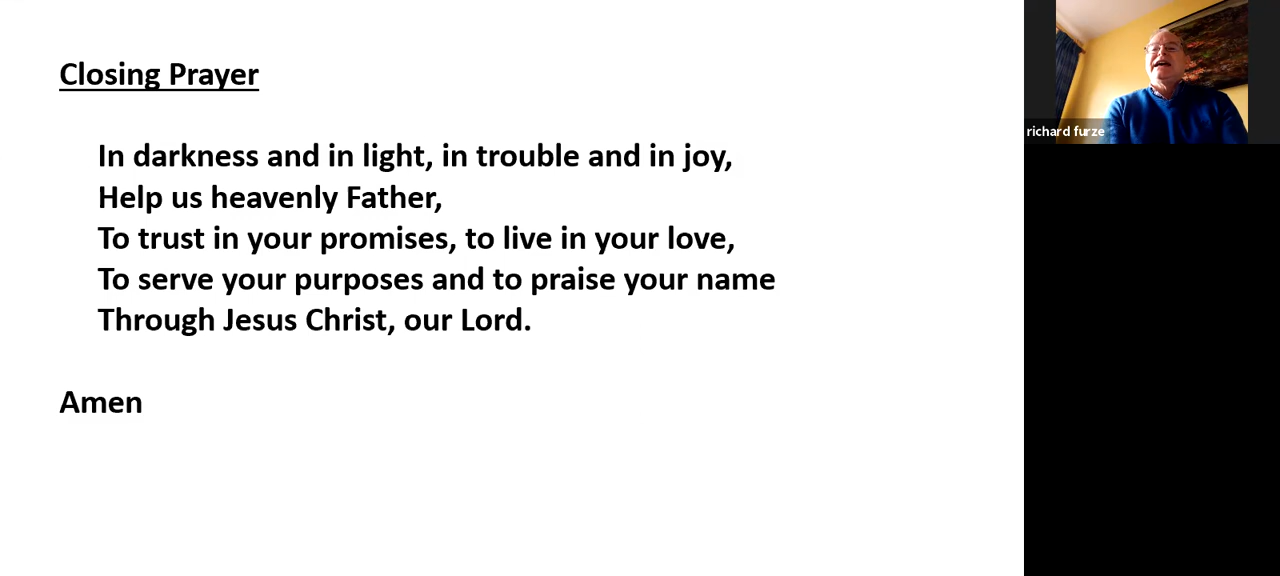 Closing Prayer
In darkness and in light, in trouble and in joy,
Help us heavenly Father,
To trust in your promises, to live in your love,
To serve your purposes and to praise your name
Through Jesus Christ, our Lord.
Amen
richard furze